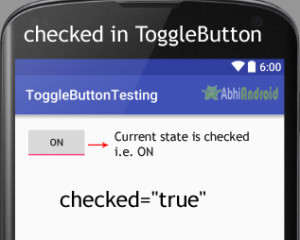 checked in ToggleButton
6:00
ToggleButtonTesting
AbhiAndroid
ON
Current state is checked
i.e. ON
checked="true"